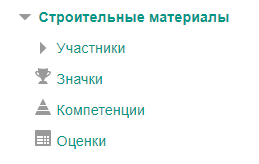 Строительные материалы
Участники
Значки
Компетенции
Оценки